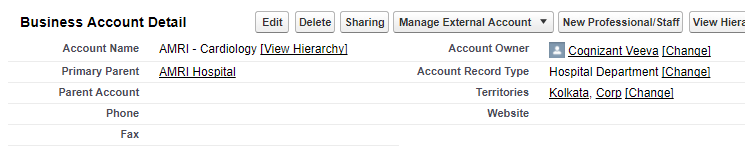 Business Account Detail Edit Delete Sharing Manage External Account New Professional/Staff View Hiera
Account Name AMRI - Cardiology [View Hierarchy] Account Owner Cognizant Veeva [Change]
Primary Parent AMRI Hospital Account Record Type Hospital Department [Change]
Parent Account Territories Kolkata, Corp [Change]
Phone Website
Fax